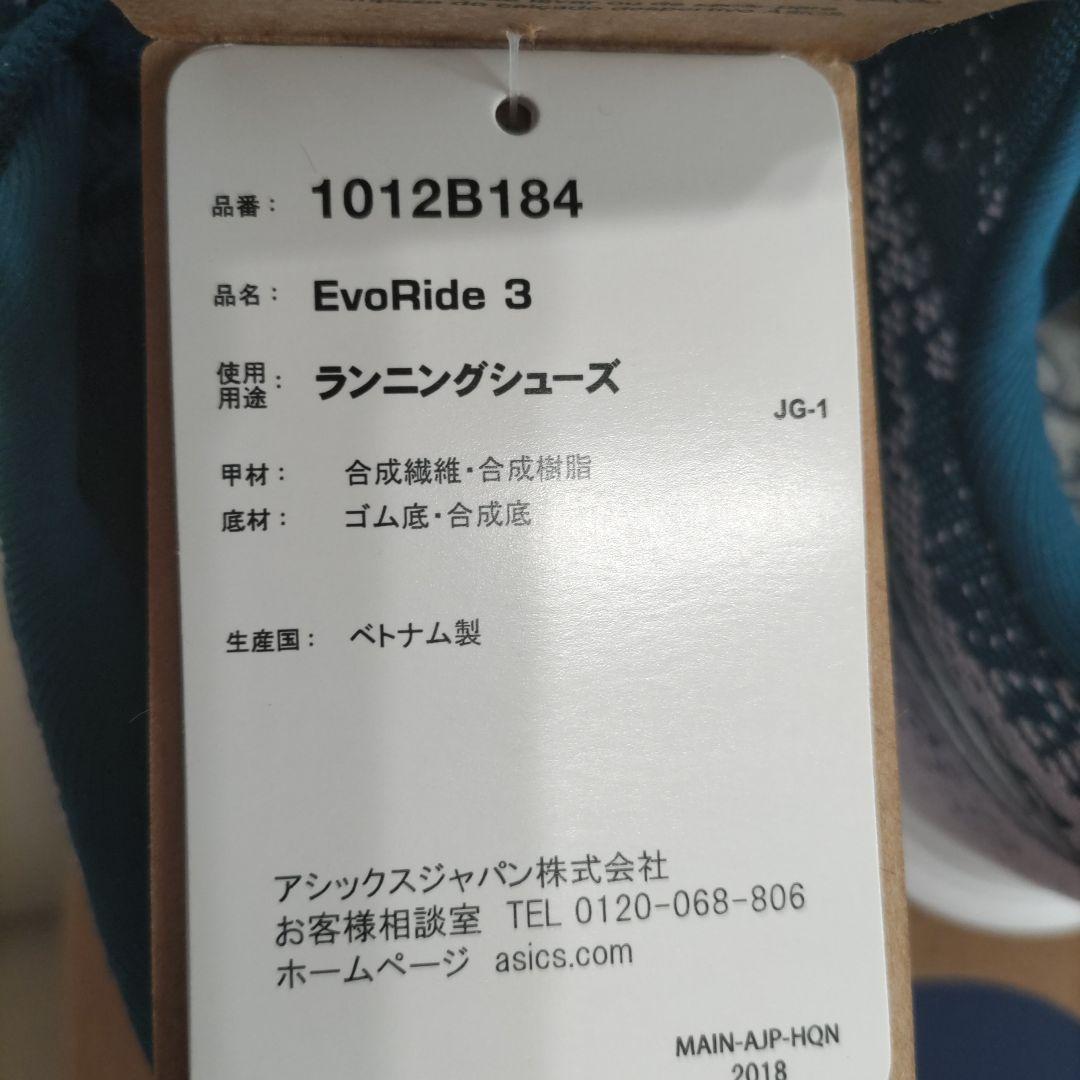 品番： 1012B184
品名： EvoRide 3
使用用途： ランニングシューズ
JG-1
甲材： 合成繊維・合成樹脂
底材： ゴム底・合成底
生産国： ベトナム製
アシックスジャパン株式会社
お客様相談室 TEL 0120-068-806
ホームページ asics.com
MAIN-AJP-HQN
2018